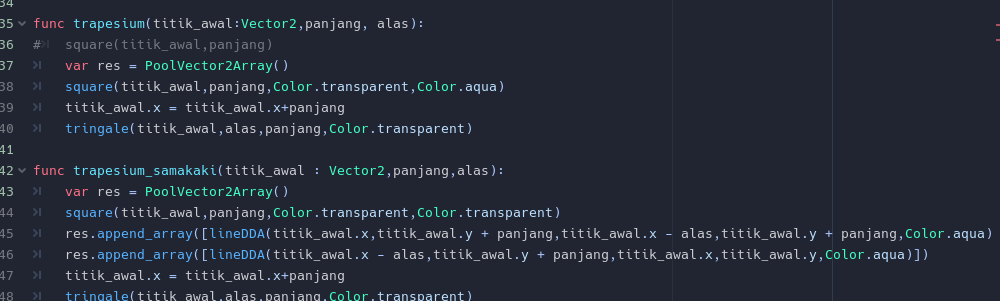 34
35 func trapesium(titik_awal:Vector2,panjang, alas):
36 # square(titik_awal,panjang)
37 var res = PoolVector2Array()
38 square(titik_awal,panjang,Color.transparent,Color.aqua)
39 titik_awal.x = titik_awal.x+panjang
40 tringale(titik_awal,alas,panjang,Color.transparent)
41
42 func trapesium_samakaki(titik_awal : Vector2,panjang,alas):
43 var res = PoolVector2Array()
44 square(titik_awal,panjang,Color.transparent,Color.transparent)
45 res.append_array([lineDDA(titik_awal.x,titik_awal.y + panjang,titik_awal.x - alas,titik_awal.y + panjang,Color.aqua)
46 res.append_array([lineDDA(titik_awal.x - alas,titik_awal.y + panjang,titik_awal.x,titik_awal.y,Color.aqua)])
47 titik_awal.x = titik_awal.x+panjang
48 tringale(titik_awal,alas,panjang,Color.transparent)